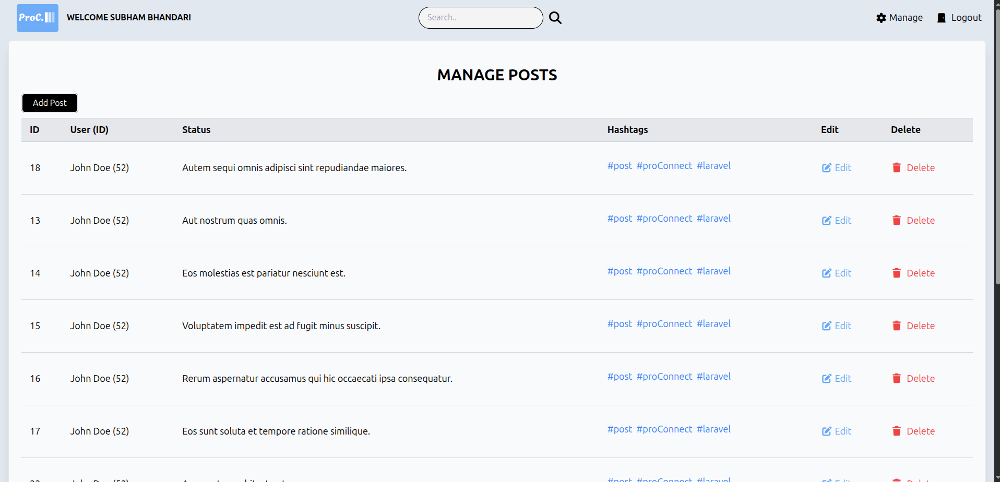 ProC. WELCOME SUBHAM BHANDARI Search.. Manage Logout
MANAGE POSTS
Add Post
ID User (ID) Status Hashtags Edit Delete
18 John Doe (52) Autem sequi omnis adipisci sint repudiandae maiores. #post #proConnect #laravel Edit Delete
13 John Doe (52) Aut nostrum quas omnis. #post #proConnect #laravel Edit Delete
14 John Doe (52) Eos molestias est pariatur nesciunt est. #post #proConnect #laravel Edit Delete
15 John Doe (52) Voluptatem impedit est ad fugit minus suscipit. #post #proConnect #laravel Edit Delete
16 John Doe (52) Rerum aspernatur accusamus qui hic occaecati ipsa consequatur. #post #proConnect #laravel Edit Delete
17 John Doe (52) Eos sunt soluta et tempore ratione similique. #post #proConnect #laravel Edit Delete
John Doe (52) #post #proConnect #laravel Edit Delete